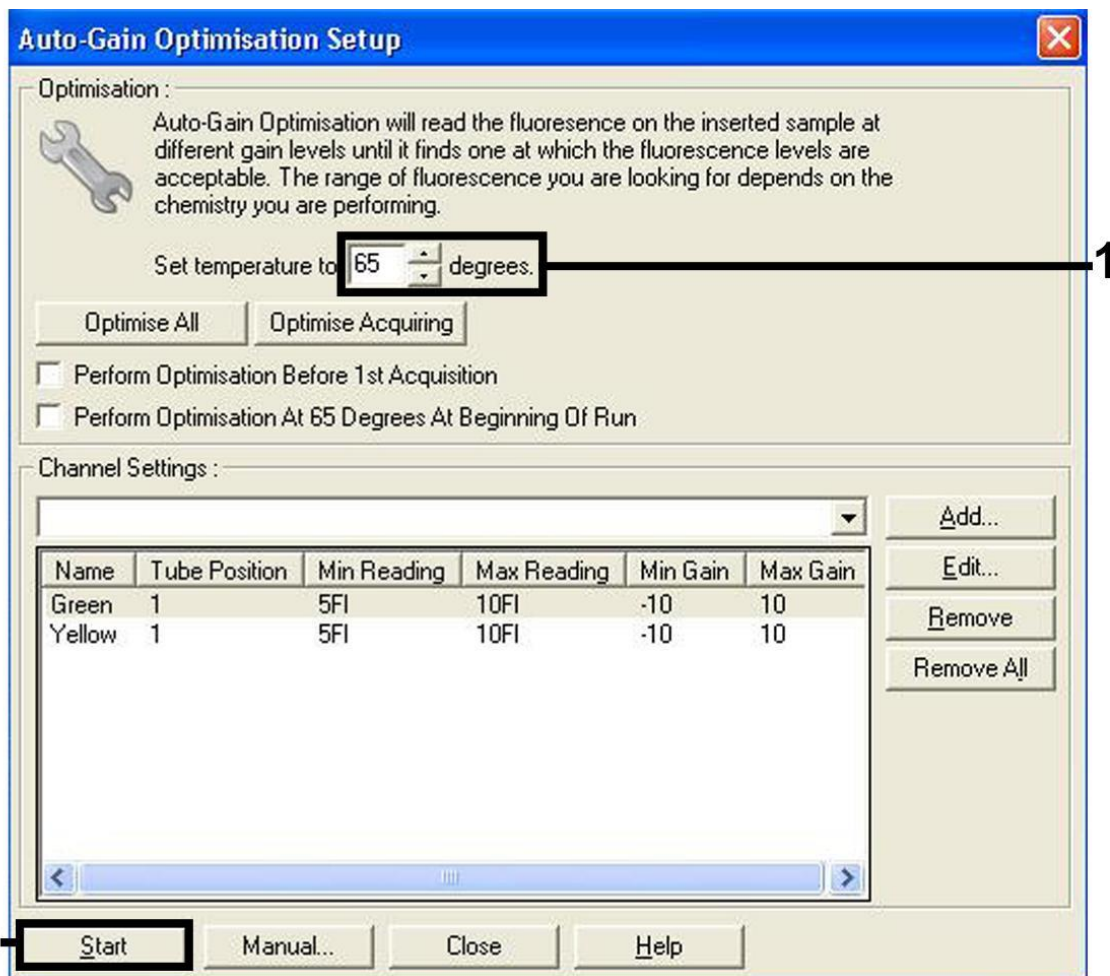 Auto-Gain Optimisation Setup
Optimisation :
Auto-Gain Optimisation will read the fluoresence on the inserted sample at
different gain levels until it finds one at which the fluorescence levels are
acceptable. The range of fluorescence you are looking for depends on the
chemistry you are performing.
Set temperature to 65 degrees.
1
Optimise All Optimise Acquiring
Perform Optimisation Before 1st Acquisition
Perform Optimisation At 65 Degrees At Beginning Of Run
Channel Settings :
Add...
Name Tube Position Min Reading Max Reading Min Gain Max Gain
Edit...
Green 1 5Fl 10Fl -10 10
Remove
Yellow 1 5Fl 10Fl -10 10
Remove All
Start Manual... Close Help